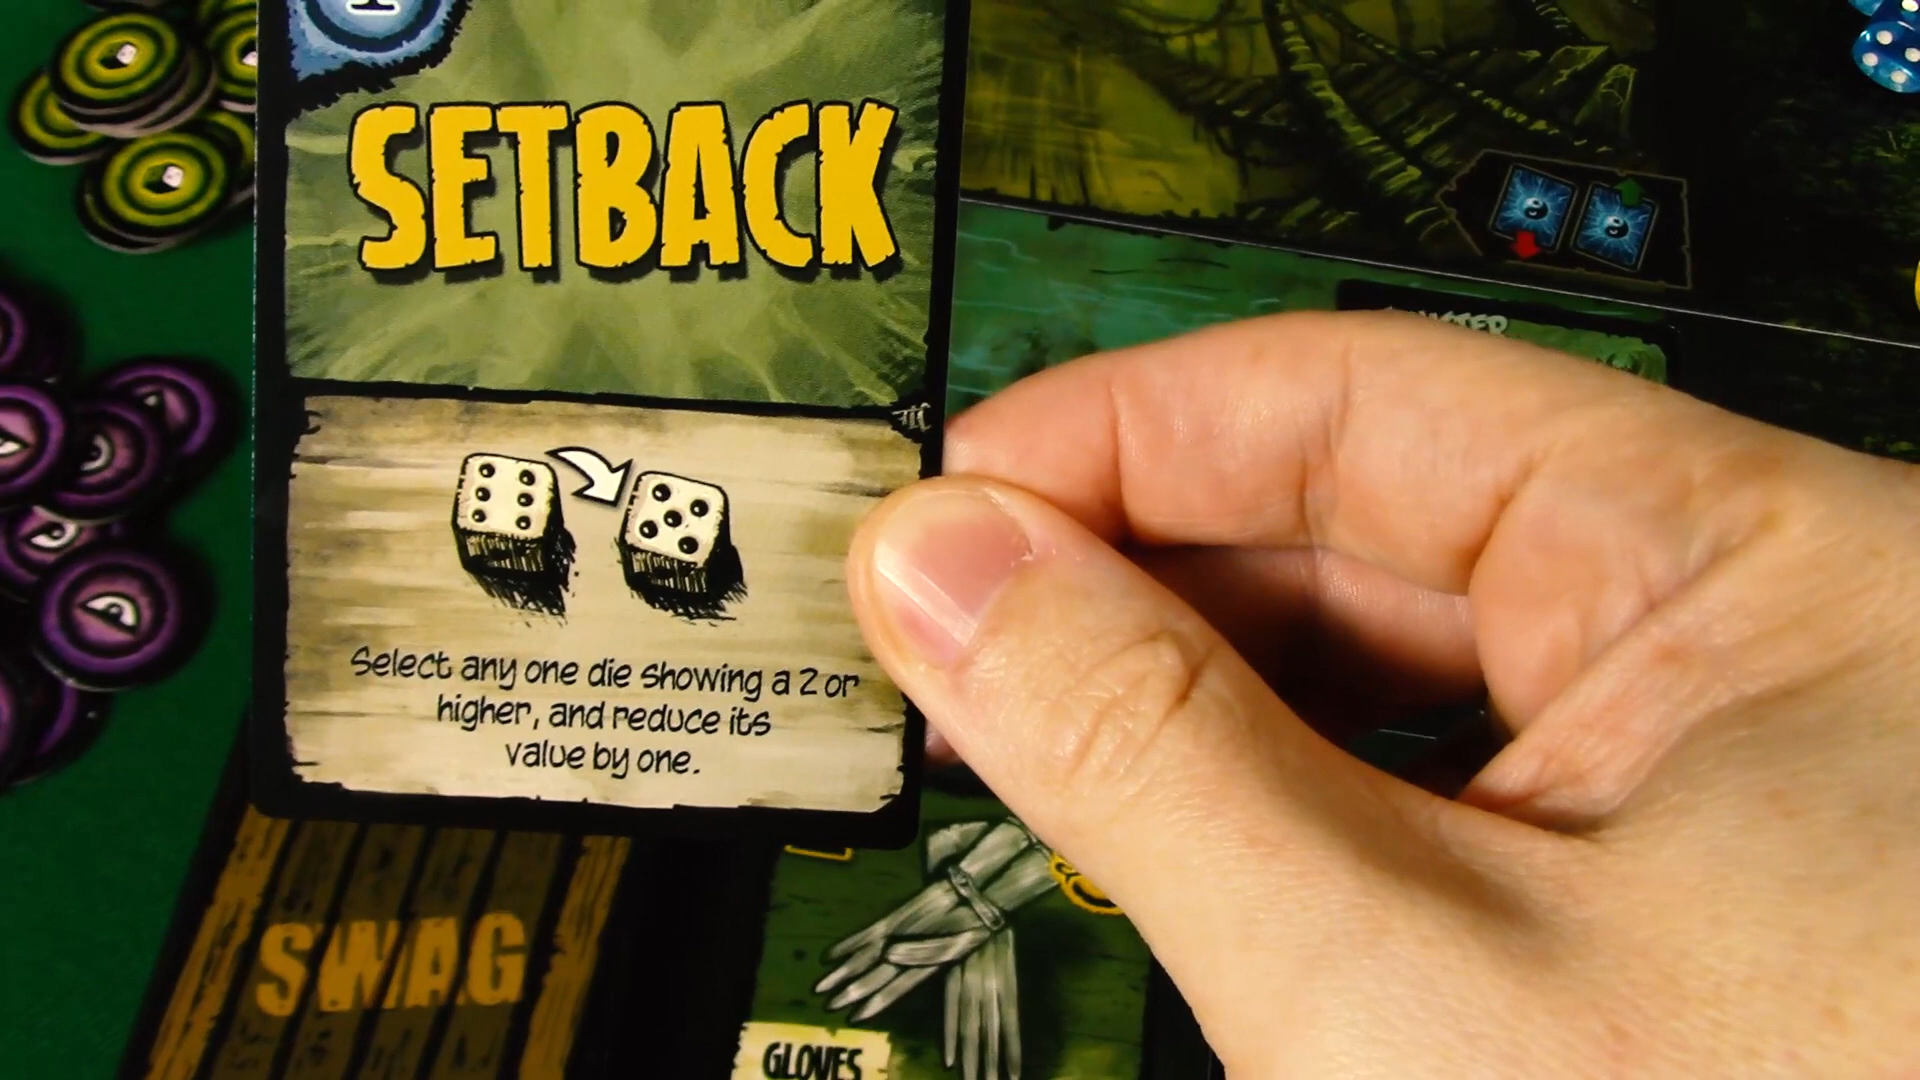 SETBACK
Select any one die showing a 2 or
higher, and reduce its
value by one.
SWAG
GLOVES